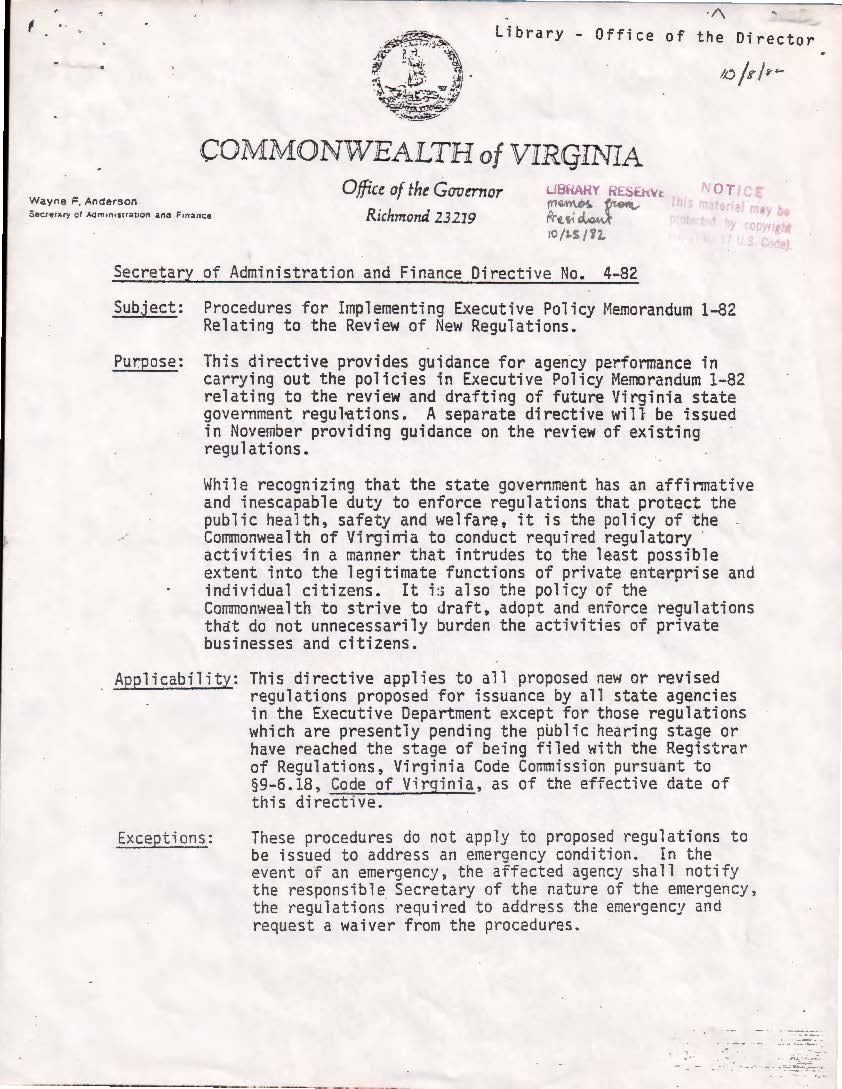 Library - Office of the Director
10/8/82
COMMONWEALTH of VIRGINIA
Office of the Governor
Richmond 23219
Wayne F. Anderson
Secretary of Administration and Finance
LIBRARY RESERVE
memos from
President
10/25/82
NOTICE
This material may be
protected by copyright
17 U.S. Code).
Secretary of Administration and Finance Directive No. 4-82
Subject: Procedures for Implementing Executive Policy Memorandum 1-82
Relating to the Review of New Regulations.
Purpose: This directive provides guidance for agency performance in
carrying out the policies in Executive Policy Memorandum 1-82
relating to the review and drafting of future Virginia state
government regulations. A separate directive will be issued
in November providing guidance on the review of existing
regulations.
While recognizing that the state government has an affirmative
and inescapable duty to enforce regulations that protect the
public health, safety and welfare, it is the policy of the
Commonwealth of Virginia to conduct required regulatory
activities in a manner that intrudes to the least possible
extent into the legitimate functions of private enterprise and
individual citizens. It is also the policy of the
Commonwealth to strive to draft, adopt and enforce regulations
that do not unnecessarily burden the activities of private
businesses and citizens.
Applicability: This directive applies to all proposed new or revised
regulations proposed for issuance by all state agencies
in the Executive Department except for those regulations
which are presently pending the public hearing stage or
have reached the stage of being filed with the Registrar
of Regulations, Virginia Code Commission pursuant to
§9-6.18, Code of Virginia, as of the effective date of
this directive.
Exceptions: These procedures do not apply to proposed regulations to
be issued to address an emergency condition. In the
event of an emergency, the affected agency shall notify
the responsible Secretary of the nature of the emergency,
the regulations required to address the emergency and
request a waiver from the procedures.